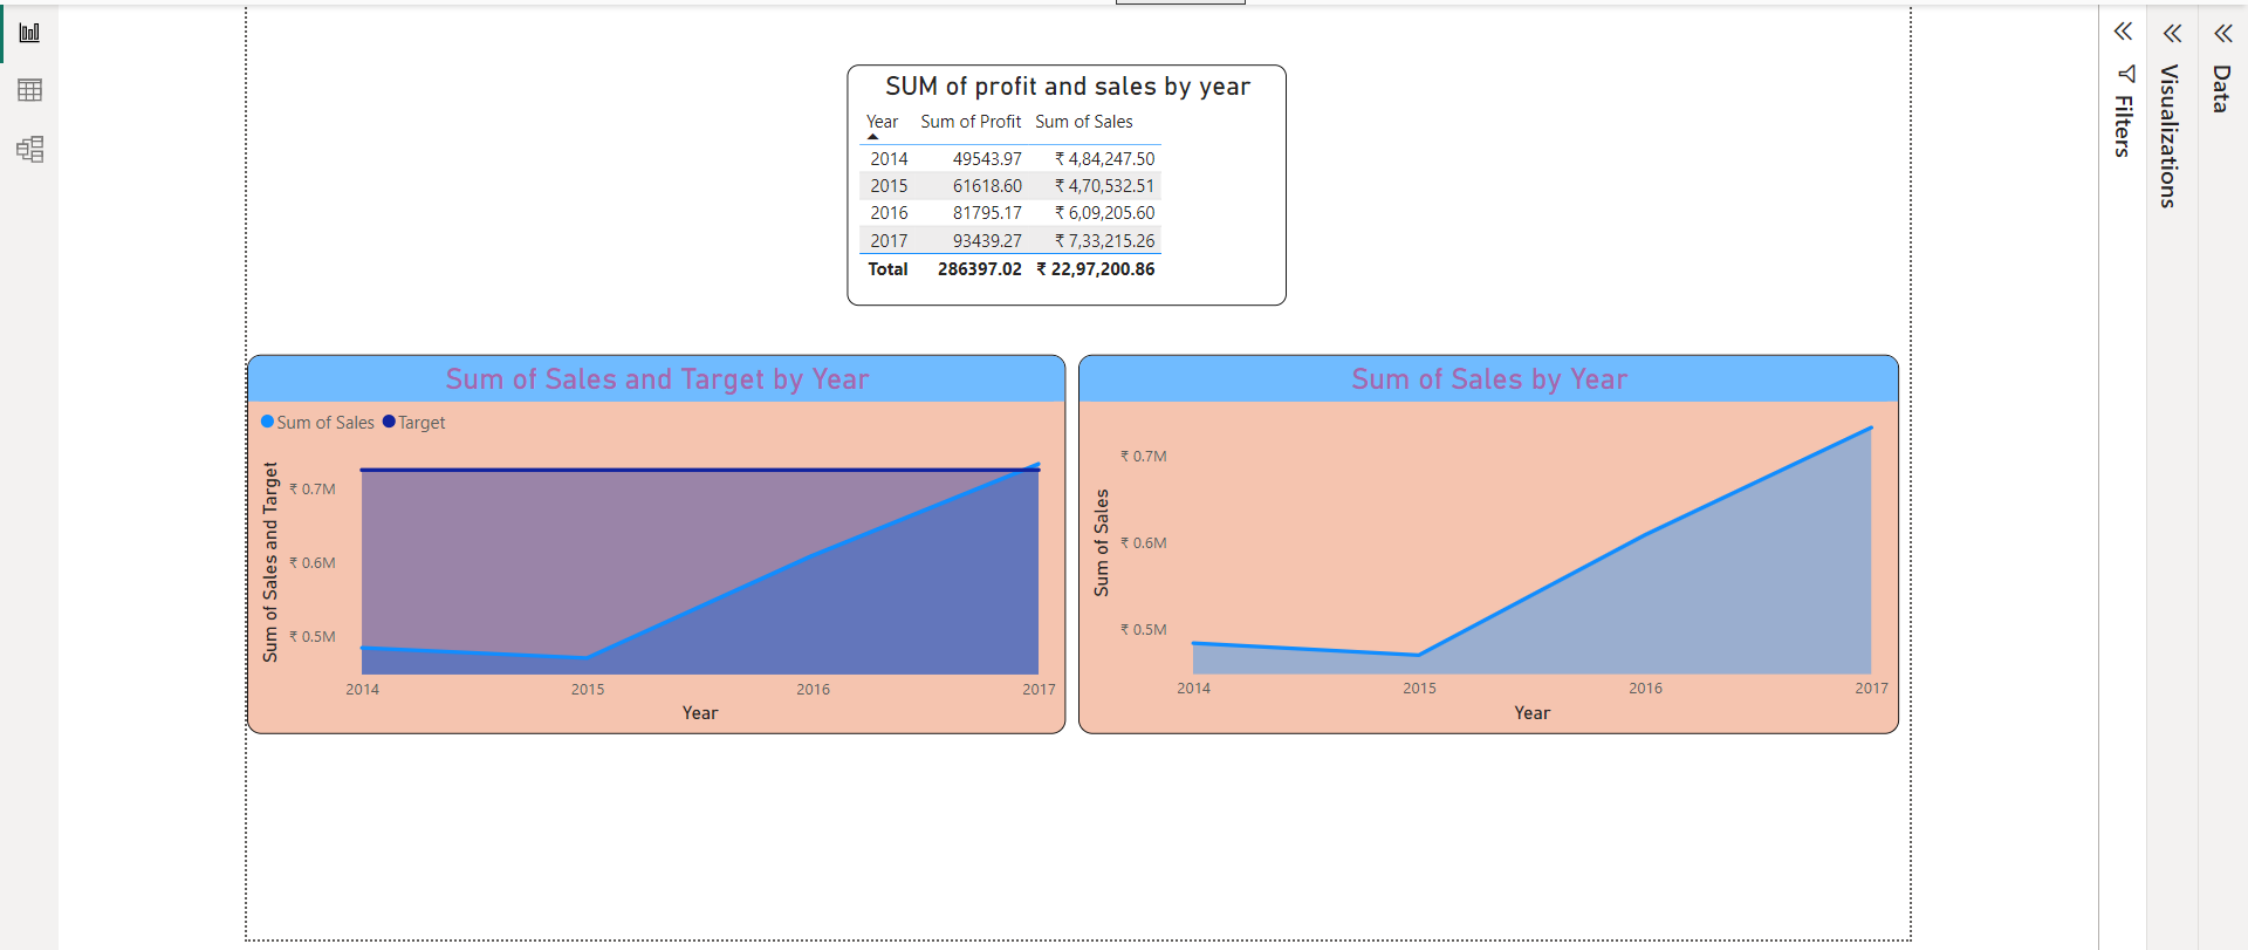 SUM of profit and sales by year
Year Sum of Profit Sum of Sales
2014 49543.97 ₹ 4,84,247.50
2015 61618.60 ₹ 4,70,532.51
2016 81795.17 ₹ 6,09,205.60
2017 93439.27 ₹ 7,33,215.26
Total 286397.02 ₹ 22,97,200.86
Sum of Sales and Target by Year
Sum of Sales Target
Sum of Sales and Target
₹ 0.7M
₹ 0.6M
₹ 0.5M
2014 2015 2016 2017
Year
Sum of Sales by Year
Sum of Sales
₹ 0.7M
₹ 0.6M
₹ 0.5M
2014 2015 2016 2017
Year
Filters
Visualizations
Data